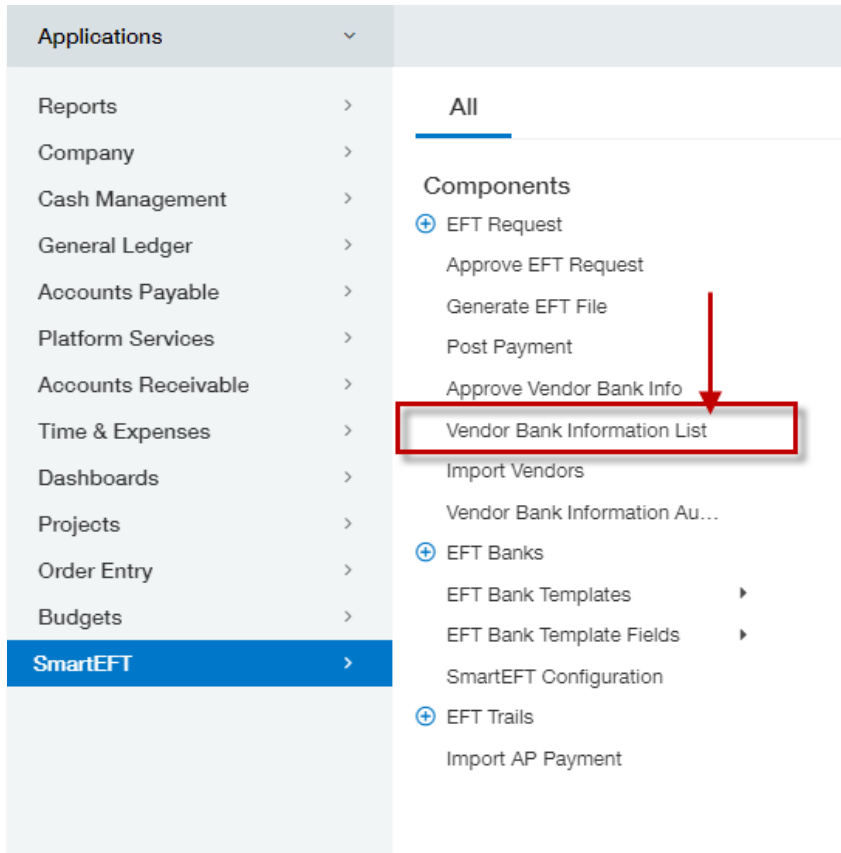 Applications
Reports
Company
Cash Management
General Ledger
Accounts Payable
Platform Services
Accounts Receivable
Time & Expenses
Dashboards
Projects
Order Entry
Budgets
SmartEFT
All
Components
EFT Request
Approve EFT Request
Generate EFT File
Post Payment
Approve Vendor Bank Info
Vendor Bank Information List
Import Vendors
Vendor Bank Information Au...
EFT Banks
EFT Bank Templates
EFT Bank Template Fields
SmartEFT Configuration
EFT Trails
Import AP Payment